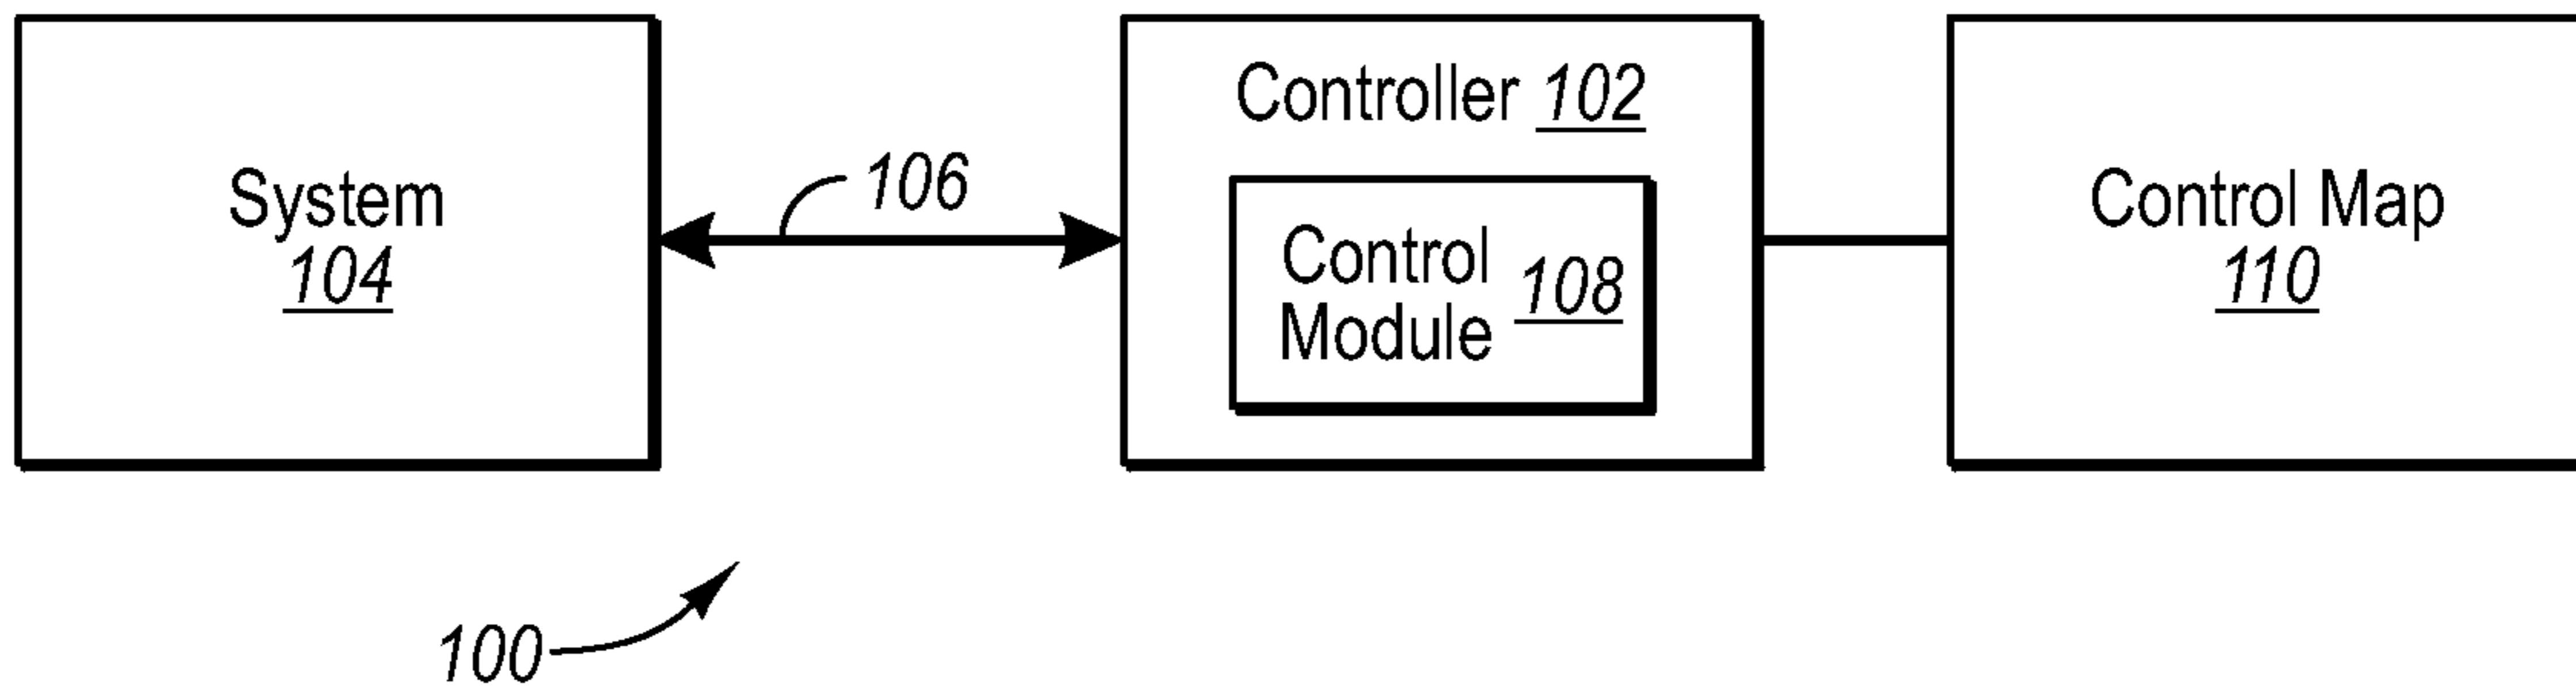 System
104
106
Controller 102
Control
Module 108
Control Map
110
100